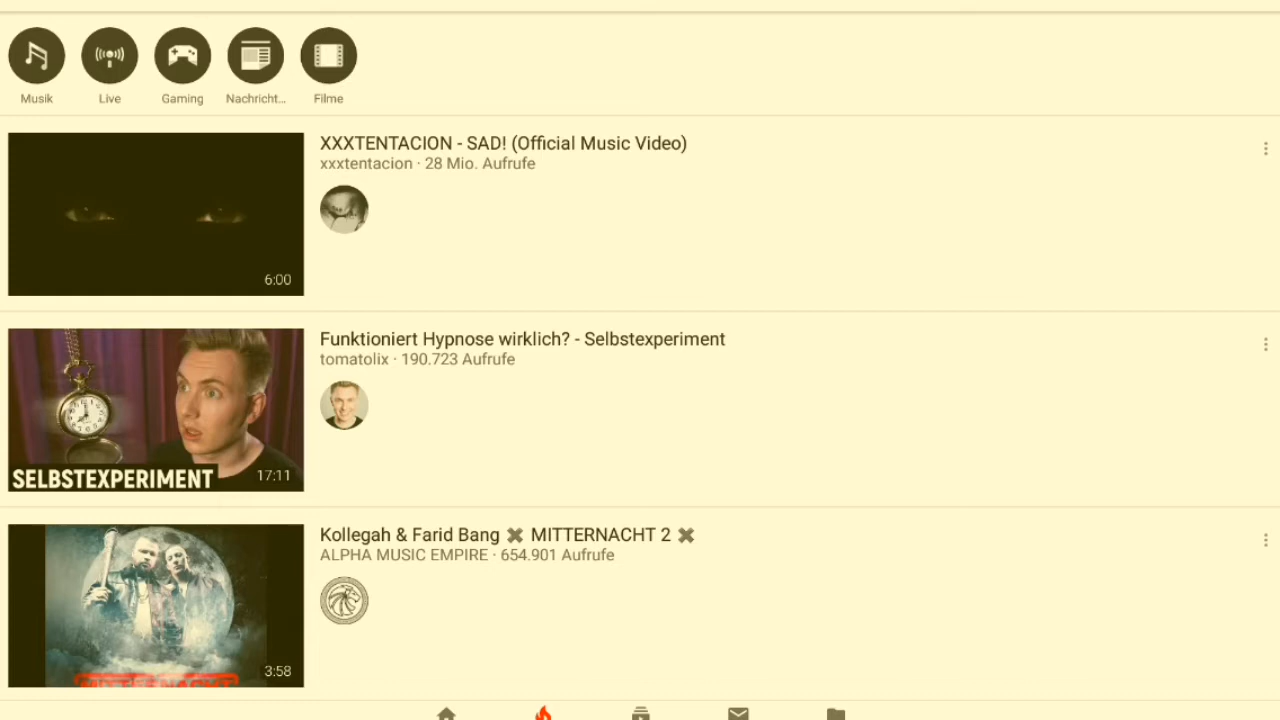 Musik
Live
Gaming
Nachricht...
Filme
XXXTENTACION - SAD! (Official Music Video)
xxxtentacion · 28 Mio. Aufrufe
6:00
Funktioniert Hypnose wirklich? - Selbstexperiment
tomatolix · 190.723 Aufrufe
SELBSTEXPERIMENT
17:11
Kollegah & Farid Bang ✖ MITTERNACHT 2 ✖
ALPHA MUSIC EMPIRE · 654.901 Aufrufe
3:58
MITTERNACHT